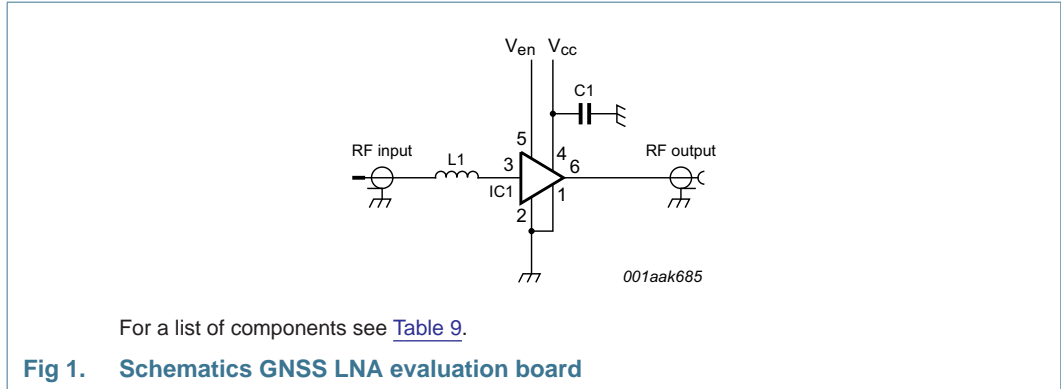 Ven Vcc
C1
5
RF input
L1
3
4
6
RF output
IC1
1
2
001aak685
For a list of components see Table 9.
Fig 1. Schematics GNSS LNA evaluation board